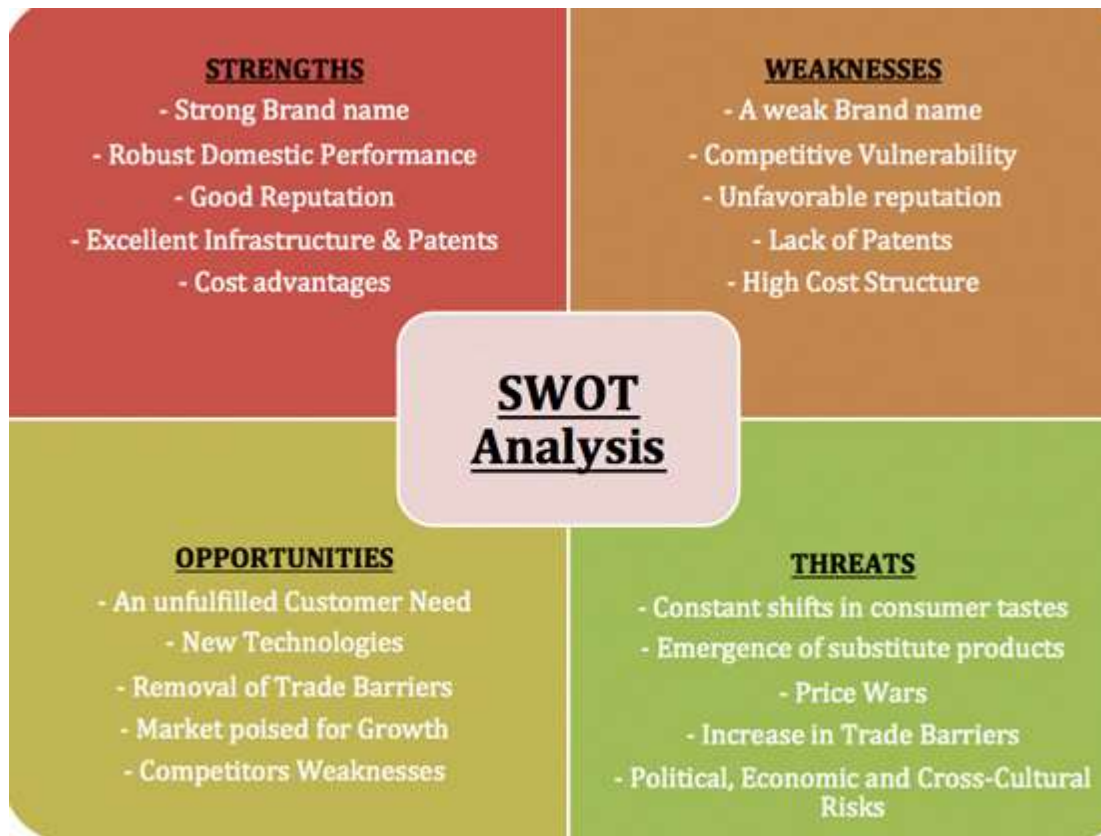 STRENGTHS
- Strong Brand name
- Robust Domestic Performance
- Good Reputation
- Excellent Infrastructure & Patents
- Cost advantages
WEAKNESSES
- A weak Brand name
- Competitive Vulnerability
- Unfavorable reputation
- Lack of Patents
- High Cost Structure
SWOT
Analysis
OPPORTUNITIES
- An unfulfilled Customer Need
- New Technologies
- Removal of Trade Barriers
- Market poised for Growth
- Competitors Weaknesses
THREATS
- Constant shifts in consumer tastes
- Emergence of substitute products
- Price Wars
- Increase in Trade Barriers
- Political, Economic and Cross-Cultural
Risks